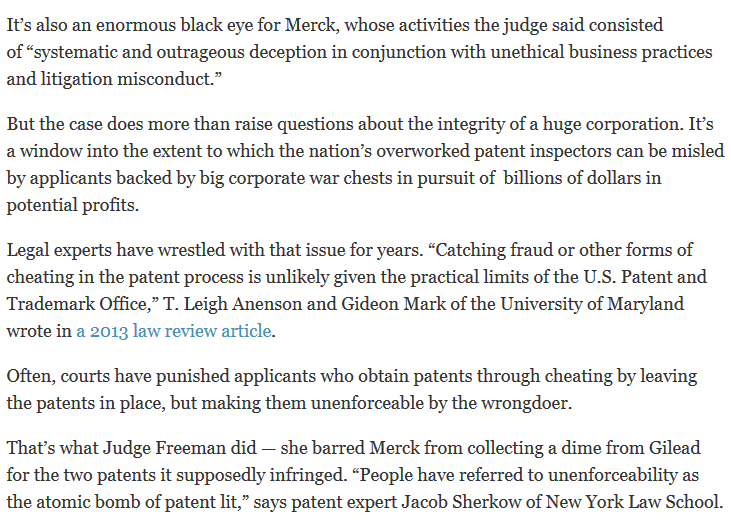 It’s also an enormous black eye for Merck, whose activities the judge said consisted
of “systematic and outrageous deception in conjunction with unethical business practices
and litigation misconduct.”
But the case does more than raise questions about the integrity of a huge corporation. It’s
a window into the extent to which the nation’s overworked patent inspectors can be misled
by applicants backed by big corporate war chests in pursuit of  billions of dollars in
potential profits.
Legal experts have wrestled with that issue for years. “Catching fraud or other forms of
cheating in the patent process is unlikely given the practical limits of the U.S. Patent and
Trademark Office,” T. Leigh Anenson and Gideon Mark of the University of Maryland
wrote in a 2013 law review article.
Often, courts have punished applicants who obtain patents through cheating by leaving
the patents in place, but making them unenforceable by the wrongdoer.
That’s what Judge Freeman did — she barred Merck from collecting a dime from Gilead
for the two patents it supposedly infringed. “People have referred to unenforceability as
the atomic bomb of patent lit,” says patent expert Jacob Sherkow of New York Law School.